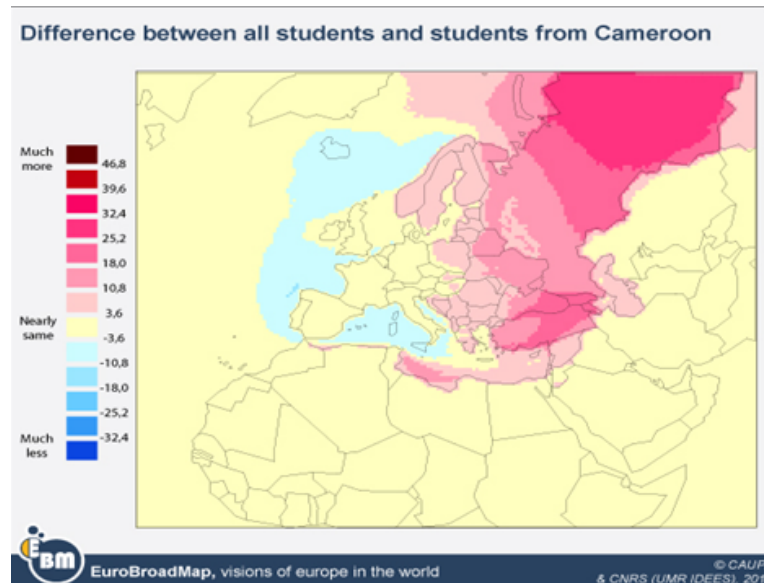 Difference between all students and students from Cameroon
Much
more
46,8
39,6
32,4
25,2
18,0
10,8
3,6
Nearly
same
-3,6
-10,8
-18,0
-25,2
-32,4
Much
less
EBM
EuroBroadMap, visions of europe in the world
©
& CNRS (UMR IDEES),